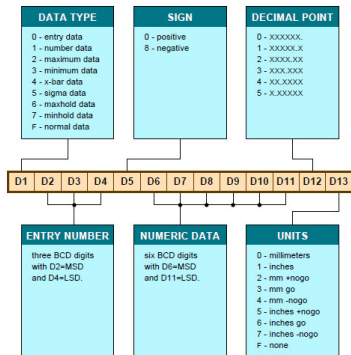 DATA TYPE
0 - entry data
1 - number data
2 - maximum data
3 - minimum data
4 - x-bar data
5 - sigma data
6 - maxhold data
7 - minhold data
F - normal data
SIGN
0 - positive
8 - negative
DECIMAL POINT
0 - XXXXXX.
1 - XXXXX.X
2 - XXXX.XX
3 - XXX.XXX
4 - XX.XXXX
5 - X.XXXXX
D1 D2 D3 D4 D5 D6 D7 D8 D9 D10 D11 D12 D13
ENTRY NUMBER
three BCD digits
with D2=MSD
and D4=LSD.
NUMERIC DATA
six BCD digits
with D6=MSD
and D11=LSD.
UNITS
0 - millimeters
1 - inches
2 - mm +nogo
3 - mm go
4 - mm -nogo
5 - inches +nogo
6 - inches go
7 - inches -nogo
F - none